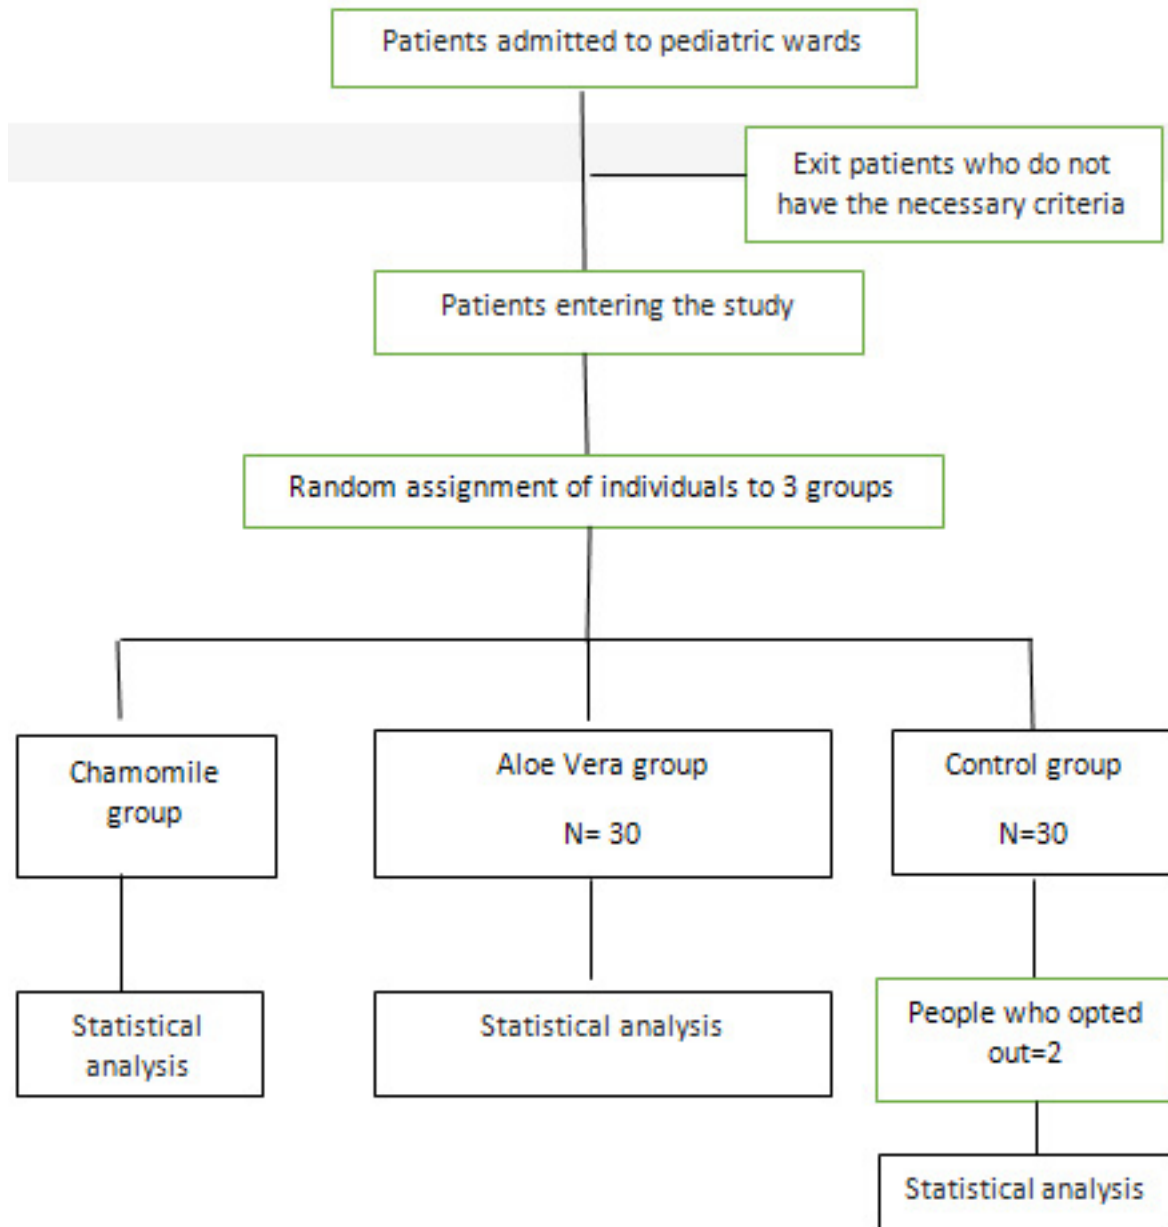 Patients admitted to pediatric wards
Exit patients who do not
have the necessary criteria
Patients entering the study
Random assignment of individuals to 3 groups
Chamomile
group
Aloe Vera group
N= 30
Control group
N=30
Statistical
analysis
Statistical analysis
People who opted
out=2
Statistical analysis